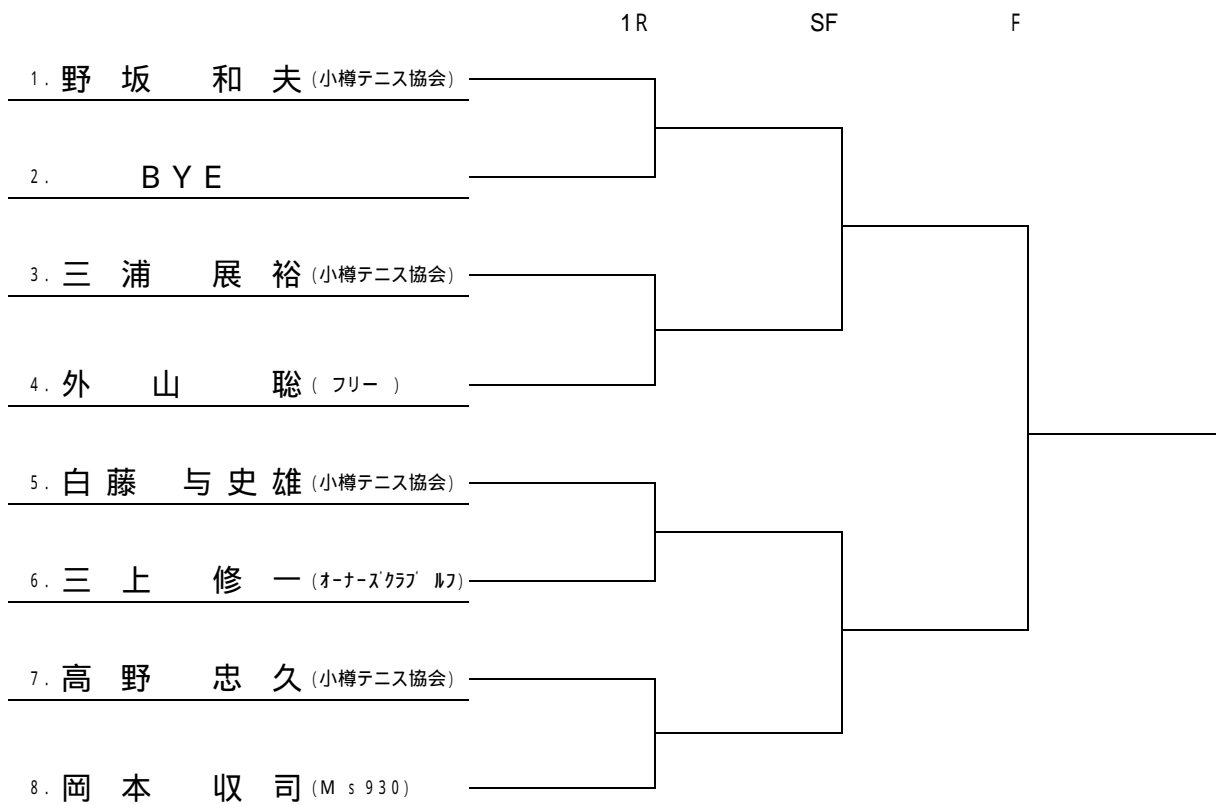 1R SF F
1. 野坂 和夫 (小樽テニス協会)
2. BYE
3. 三浦 展裕 (小樽テニス協会)
4. 外山 聡 ( フリー )
5. 白藤 与史雄 (小樽テニス協会)
6. 三上 修一 (ｵｰﾅｰｽﾞｸﾗﾌﾞ ﾙﾌ)
7. 高野 忠久 (小樽テニス協会)
8. 岡本 収司 (Ms930)